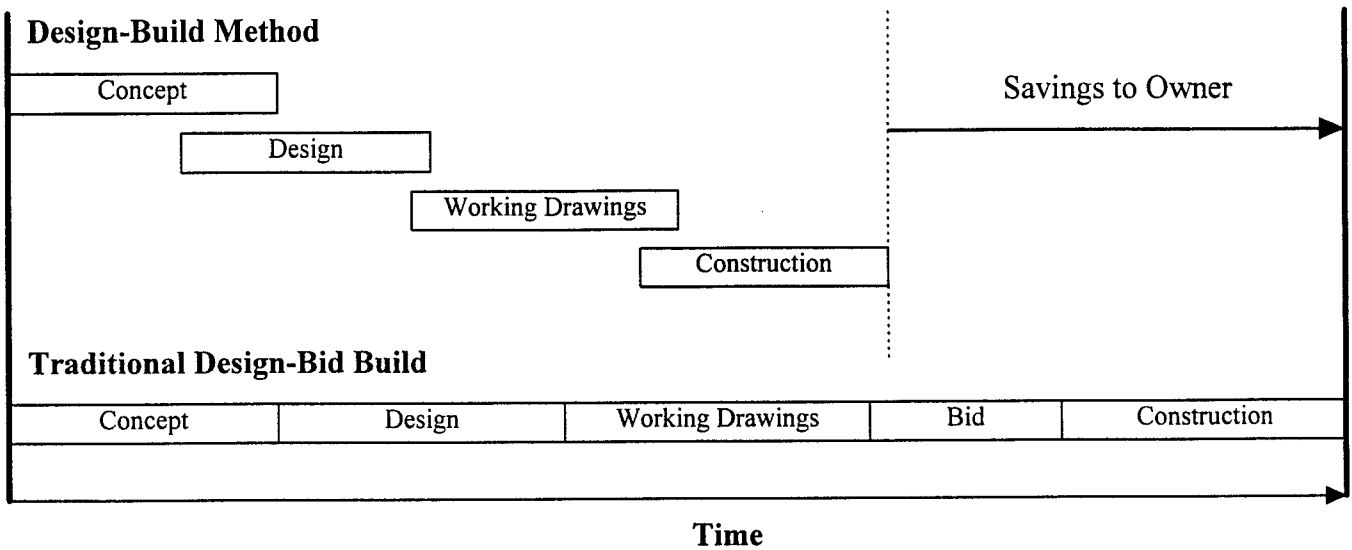 Design-Build Method
Concept
Savings to Owner
Design
Working Drawings
Construction
Traditional Design-Bid Build
Concept Design Working Drawings Bid Construction
Time